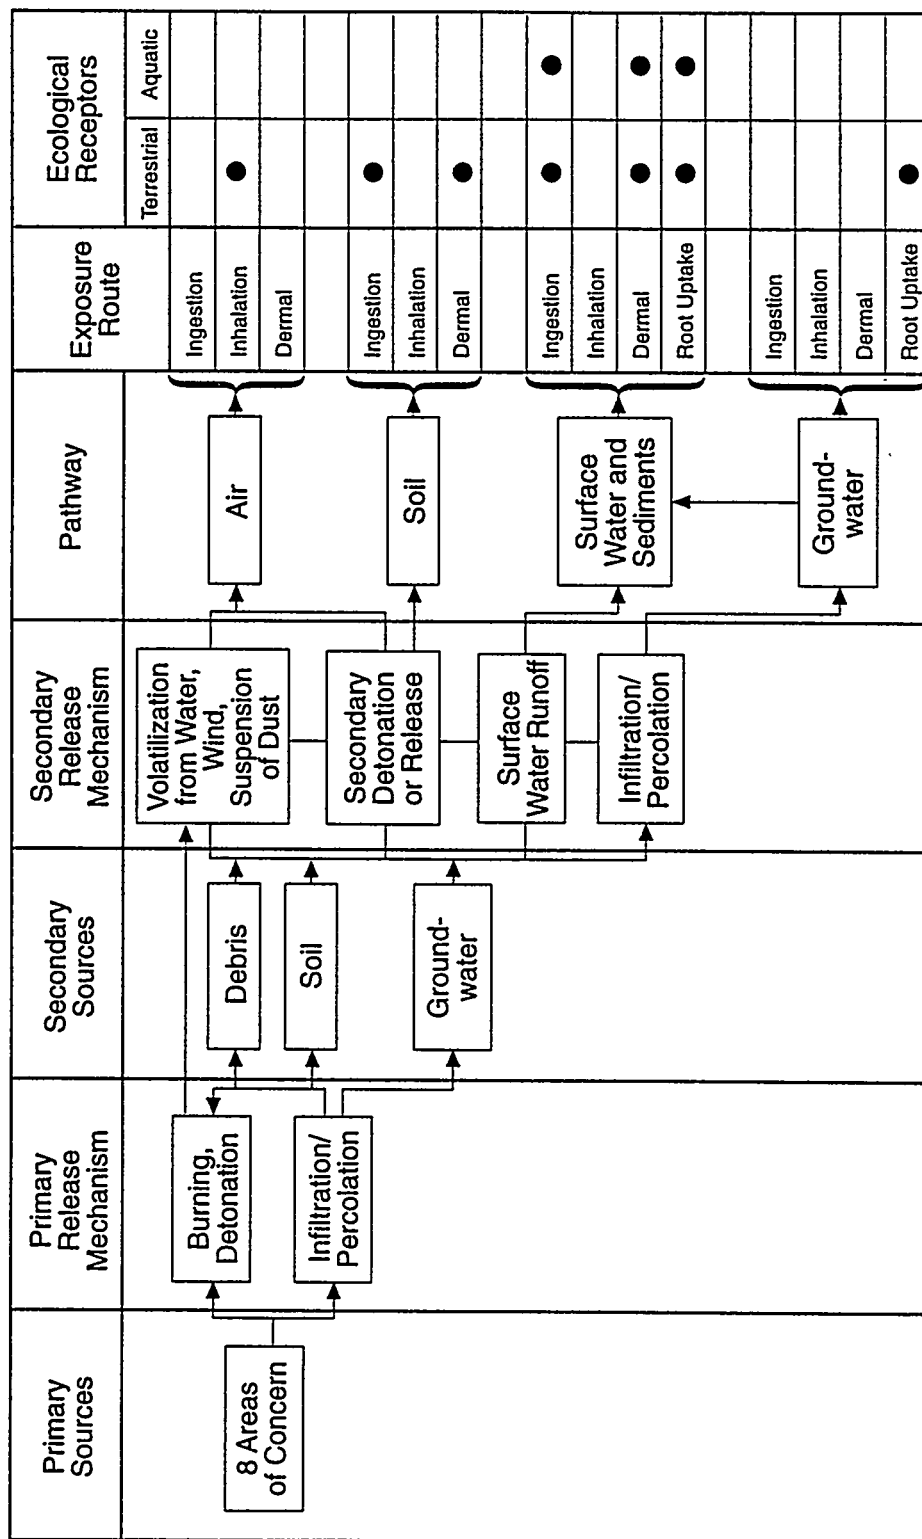 Primary
Sources
Primary
Release
Mechanism
Secondary
Sources
Secondary
Release
Mechanism
Pathway
Exposure
Route
Ecological
Receptors
Terrestrial
Aquatic
8 Areas
of Concern
Burning,
Detonation
Infiltration/
Percolation
Debris
Soil
Ground-
water
Volatilization
from Water,
Wind,
Suspension
of Dust
Secondary
Detonation
or Release
Surface
Water Runoff
Infiltration/
Percolation
Air
Soil
Surface
Water and
Sediments
Ground-
water
Ingestion
Inhalation
Dermal
Ingestion
Inhalation
Dermal
Ingestion
Inhalation
Dermal
Root Uptake
Ingestion
Inhalation
Dermal
Root Uptake